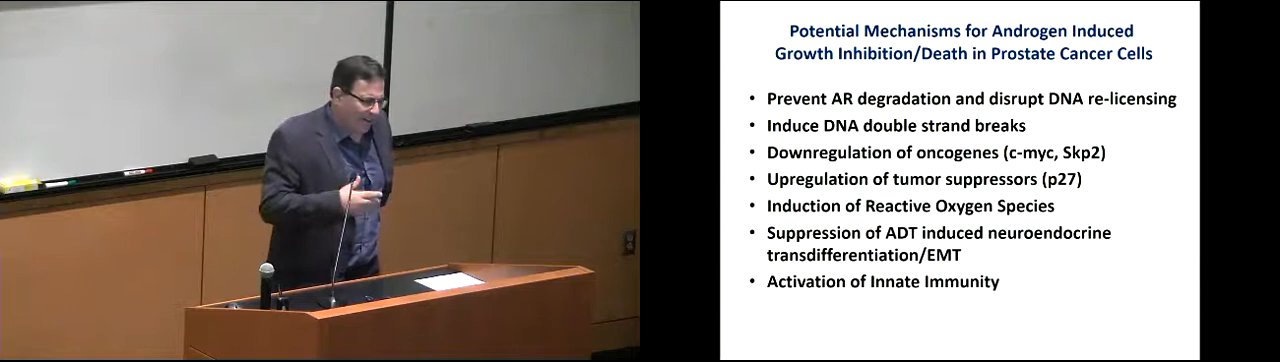 Potential Mechanisms for Androgen Induced
Growth Inhibition/Death in Prostate Cancer Cells
• Prevent AR degradation and disrupt DNA re-licensing
• Induce DNA double strand breaks
• Downregulation of oncogenes (c-myc, Skp2)
• Upregulation of tumor suppressors (p27)
• Induction of Reactive Oxygen Species
• Suppression of ADT induced neuroendocrine
transdifferentiation/EMT
• Activation of Innate Immunity